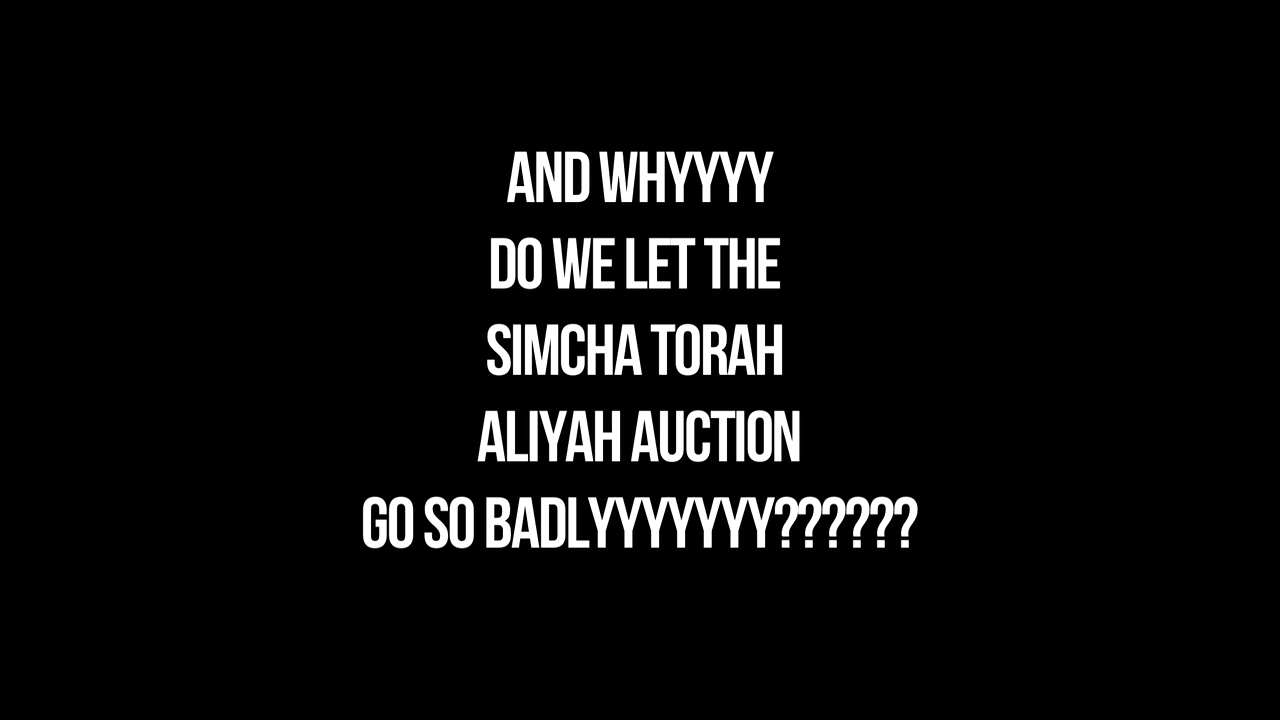 AND WHYYYY
DO WE LET THE
SIMCHA TORAH
ALIYAH AUCTION
GO SO BADLYYYYYYY??????